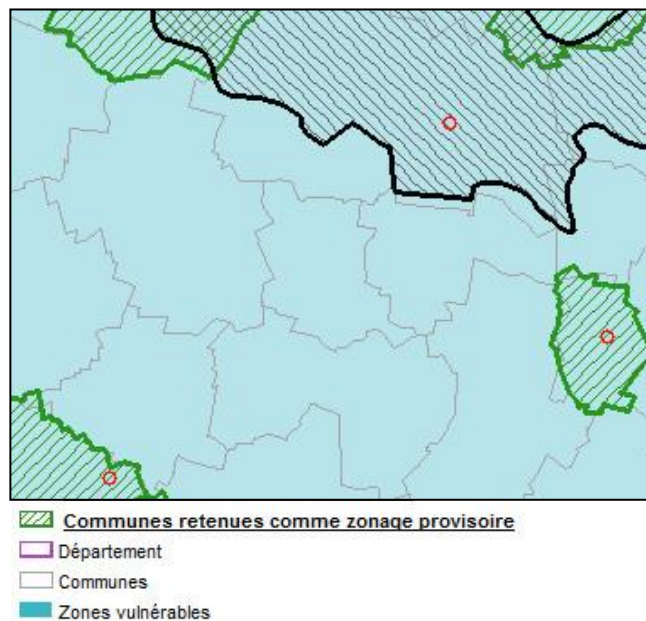 Communes retenues comme zonage provisoire
Département
Communes
Zones vulnérables